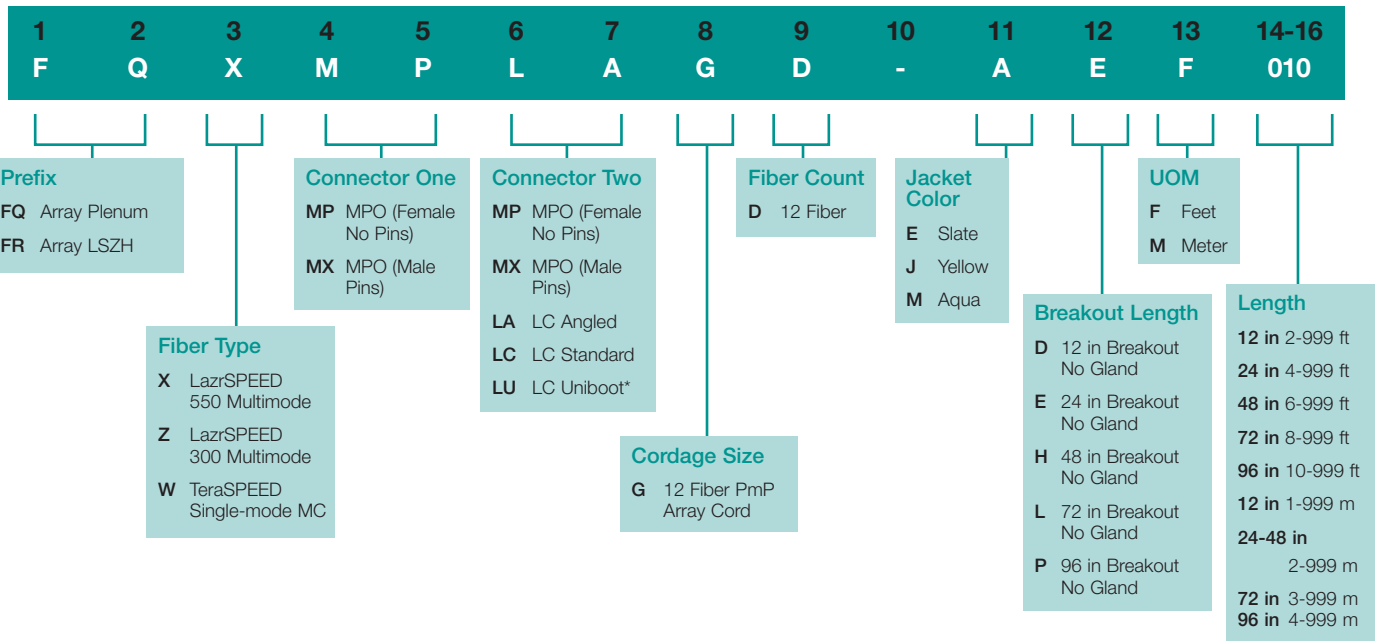 1 2 3 4 5 6 7 8 9 10 11 12 13 14-16
F Q X M P L A G D - A E F 010
Prefix
FQ Array Plenum
FR Array LSZH
Fiber Type
X LazrSPEED
550 Multimode
Z LazrSPEED
300 Multimode
W TeraSPEED
Single-mode MC
Connector One
MP MPO (Female
No Pins)
MX MPO (Male
Pins)
Connector Two
MP MPO (Female
No Pins)
MX MPO (Male
Pins)
LA LC Angled
LC LC Standard
LU LC Uniboot*
Cordage Size
G 12 Fiber PmP
Array Cord
Fiber Count
D 12 Fiber
Jacket
Color
E Slate
J Yellow
M Aqua
Breakout Length
D 12 in Breakout
No Gland
E 24 in Breakout
No Gland
H 48 in Breakout
No Gland
L 72 in Breakout
No Gland
P 96 in Breakout
No Gland
UOM
F Feet
M Meter
Length
12 in 2-999 ft
24 in 4-999 ft
48 in 6-999 ft
72 in 8-999 ft
96 in 10-999 ft
12 in 1-999 m
24-48 in
2-999 m
72 in 3-999 m
96 in 4-999 m